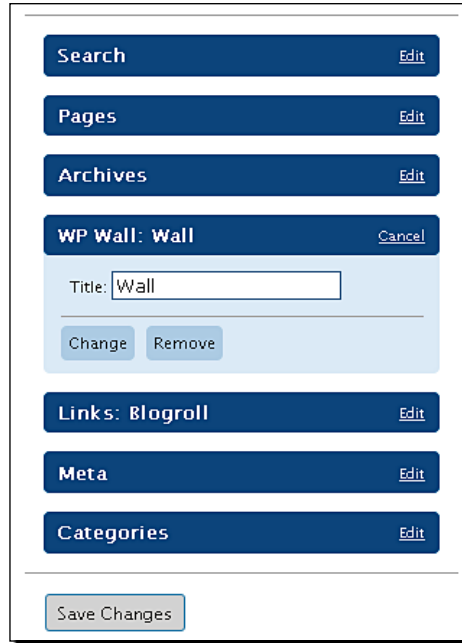 Search Edit
Pages Edit
Archives Edit
WP Wall: Wall Cancel
Title: Wall
Change Remove
Links: Blogroll Edit
Meta Edit
Categories Edit
Save Changes